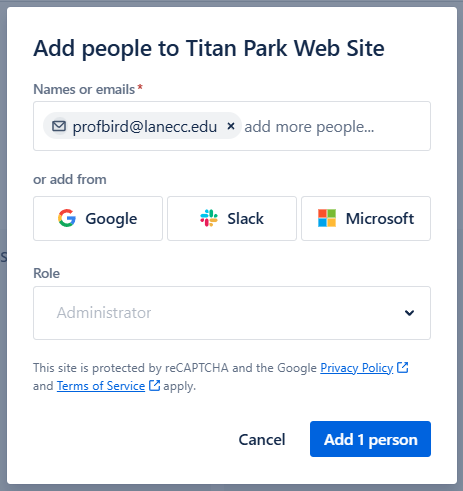 Add people to Titan Park Web Site
Names or emails*
profbird@lanecc.edu × add more people...
or add from
Google Slack Microsoft
Role
Administrator
This site is protected by reCAPTCHA and the Google Privacy Policy
and Terms of Service apply.
Cancel Add 1 person